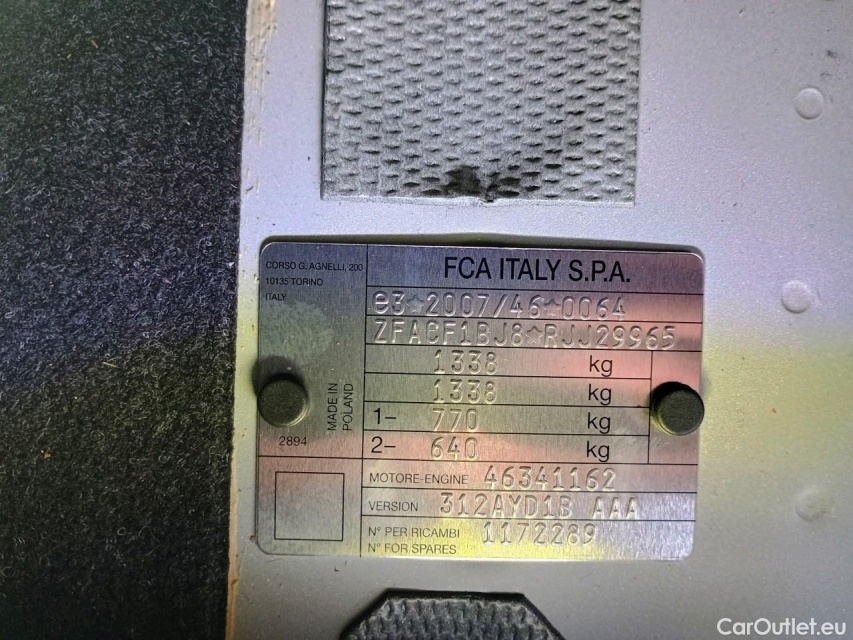 CORSO G. AGNELLI, 200
10135 TORINO
ITALY
MADE IN
POLAND
2894
FCA ITALY S.P.A.
e3*2007/46*0064
ZFACF1BJ8*RJJ29965
1338 kg
1338 kg
1- 770 kg
2- 640 kg
MOTORE-ENGINE 46341162
VERSION 312AYD1B AAA
N° PER RICAMBI 1172289
N° FOR SPARES
CarOutlet.eu